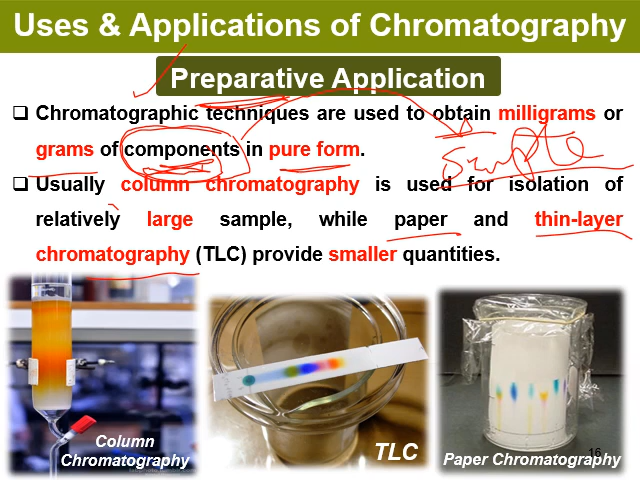 Uses & Applications of Chromatography
Preparative Application
❑ Chromatographic techniques are used to obtain milligrams or
grams of components in pure form.
Sample
❑ Usually column chromatography is used for isolation of
relatively large sample, while paper and thin-layer
chromatography (TLC) provide smaller quantities.
Column
Chromatography
TLC
Paper Chromatography
16